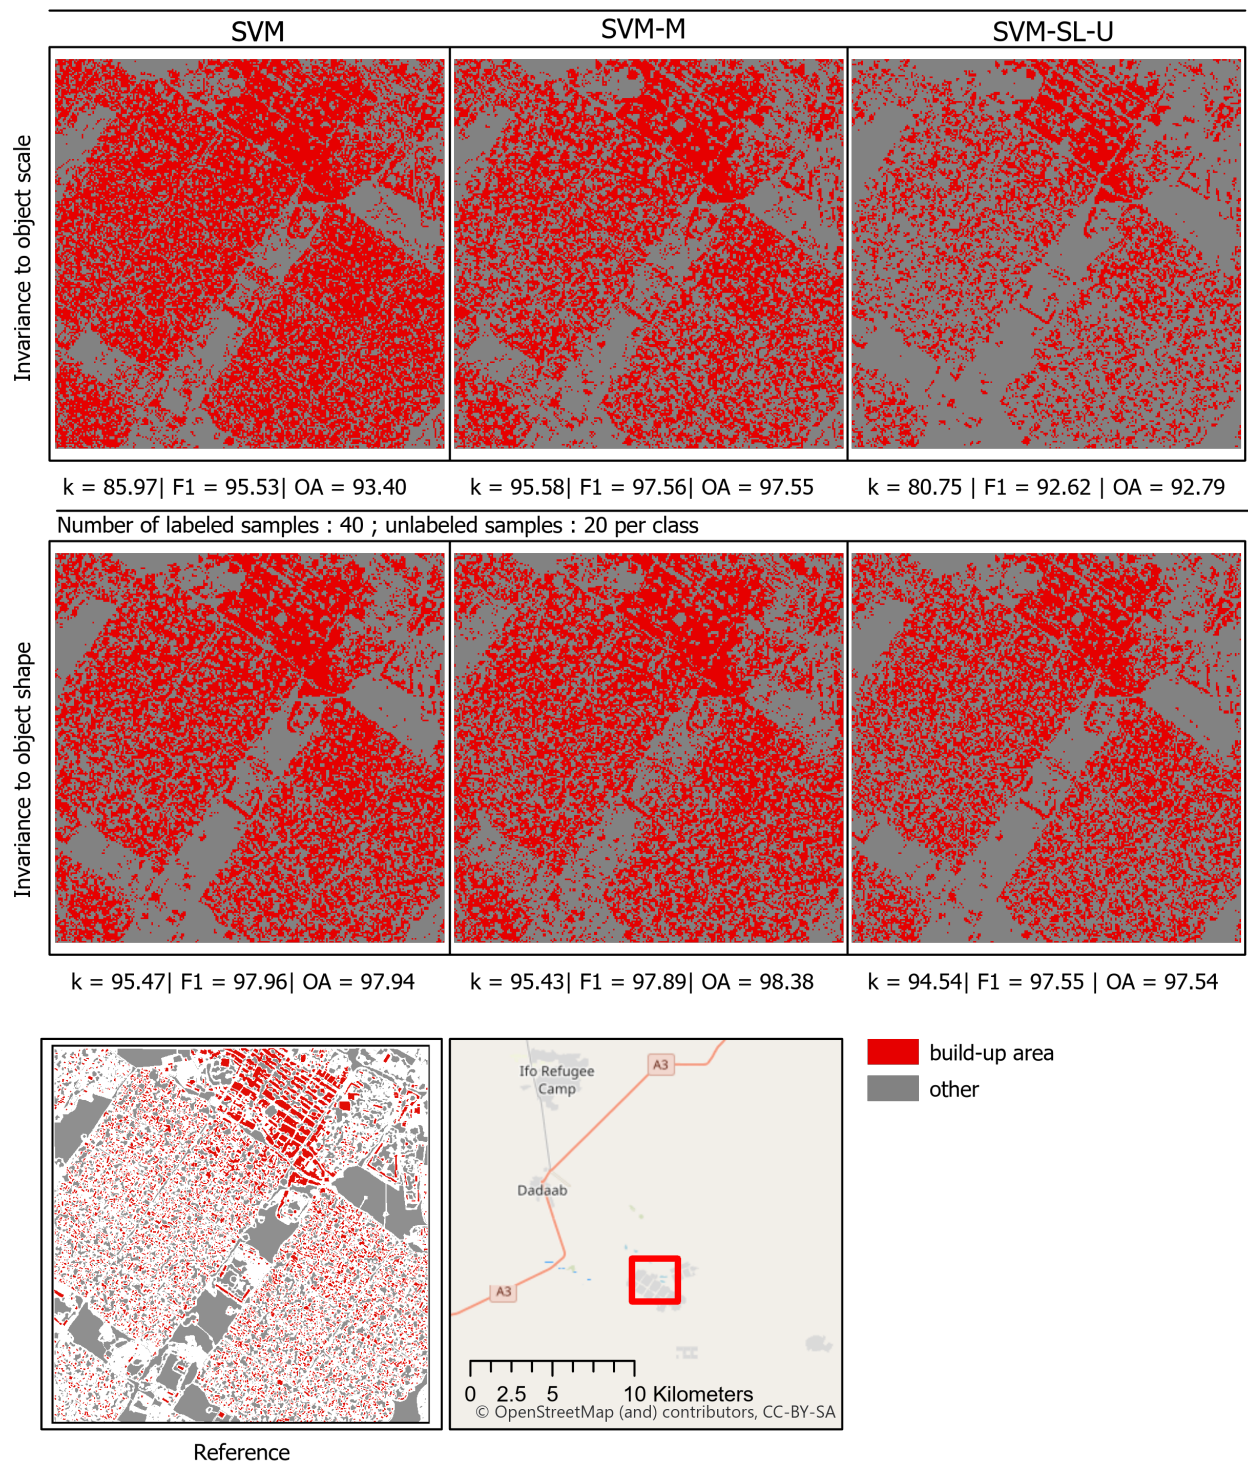 SVM
SVM-M
SVM-SL-U
Invariance to object scale
k = 85.97| F1 = 95.53| OA = 93.40
k = 95.58| F1 = 97.56| OA = 97.55
k = 80.75 | F1 = 92.62 | OA = 92.79
Number of labeled samples : 40 ; unlabeled samples : 20 per class
Invariance to object shape
k = 95.47| F1 = 97.96| OA = 97.94
k = 95.43| F1 = 97.89| OA = 98.38
k = 94.54| F1 = 97.55 | OA = 97.54
Ifo Refugee
Camp
A3
Dadaab
A3
0 2.5 5 10 Kilometers
© OpenStreetMap (and) contributors, CC-BY-SA
build-up area
other
Reference